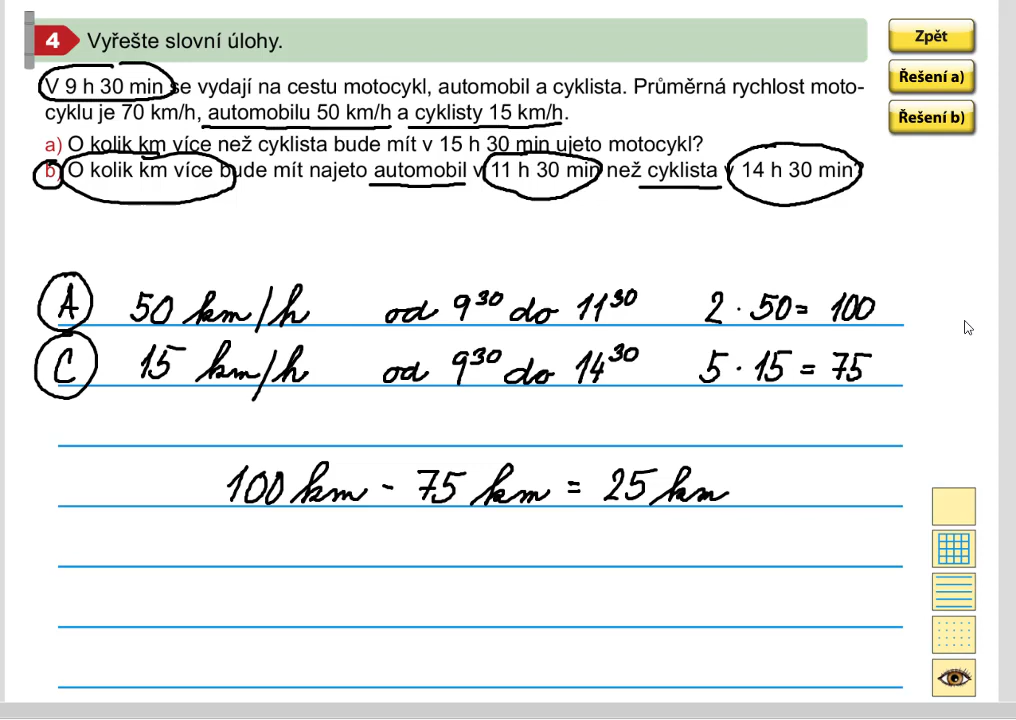 4 Vyřešte slovní úlohy.
Zpět
Řešení a)
Řešení b)
V 9 h 30 min se vydají na cestu motocykl, automobil a cyklista. Průměrná rychlost moto-
cyklu je 70 km/h, automobilu 50 km/h a cyklisty 15 km/h.
a) O kolik km více než cyklista bude mít v 15 h 30 min ujeto motocykl?
b) O kolik km více bude mít najeto automobil v 11 h 30 min než cyklista v 14 h 30 min?
A 50 km/h od 9³⁰ do 11³⁰ 2 · 50 = 100
C 15 km/h od 9³⁰ do 14³⁰ 5 · 15 = 75
100 km - 75 km = 25 km